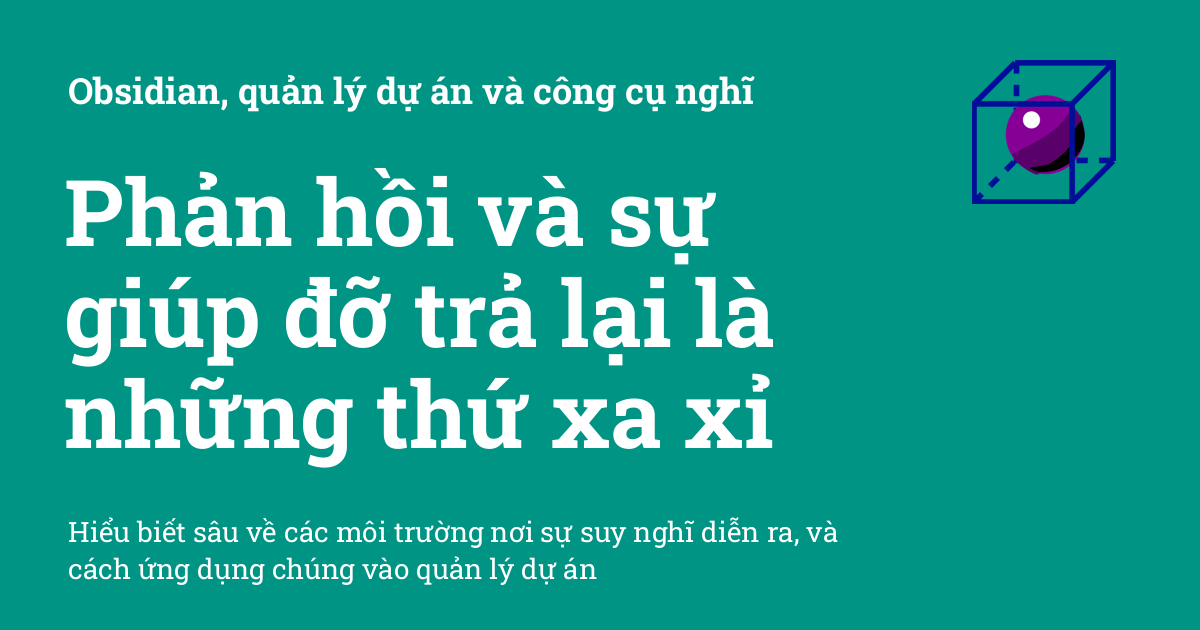 Obsidian, quản lý dự án và công cụ nghĩ
Phản hồi và sự
giúp đỡ trả lại là
những thứ xa xỉ
Hiểu biết sâu về các môi trường nơi sự suy nghĩ diễn ra, và
cách ứng dụng chúng vào quản lý dự án